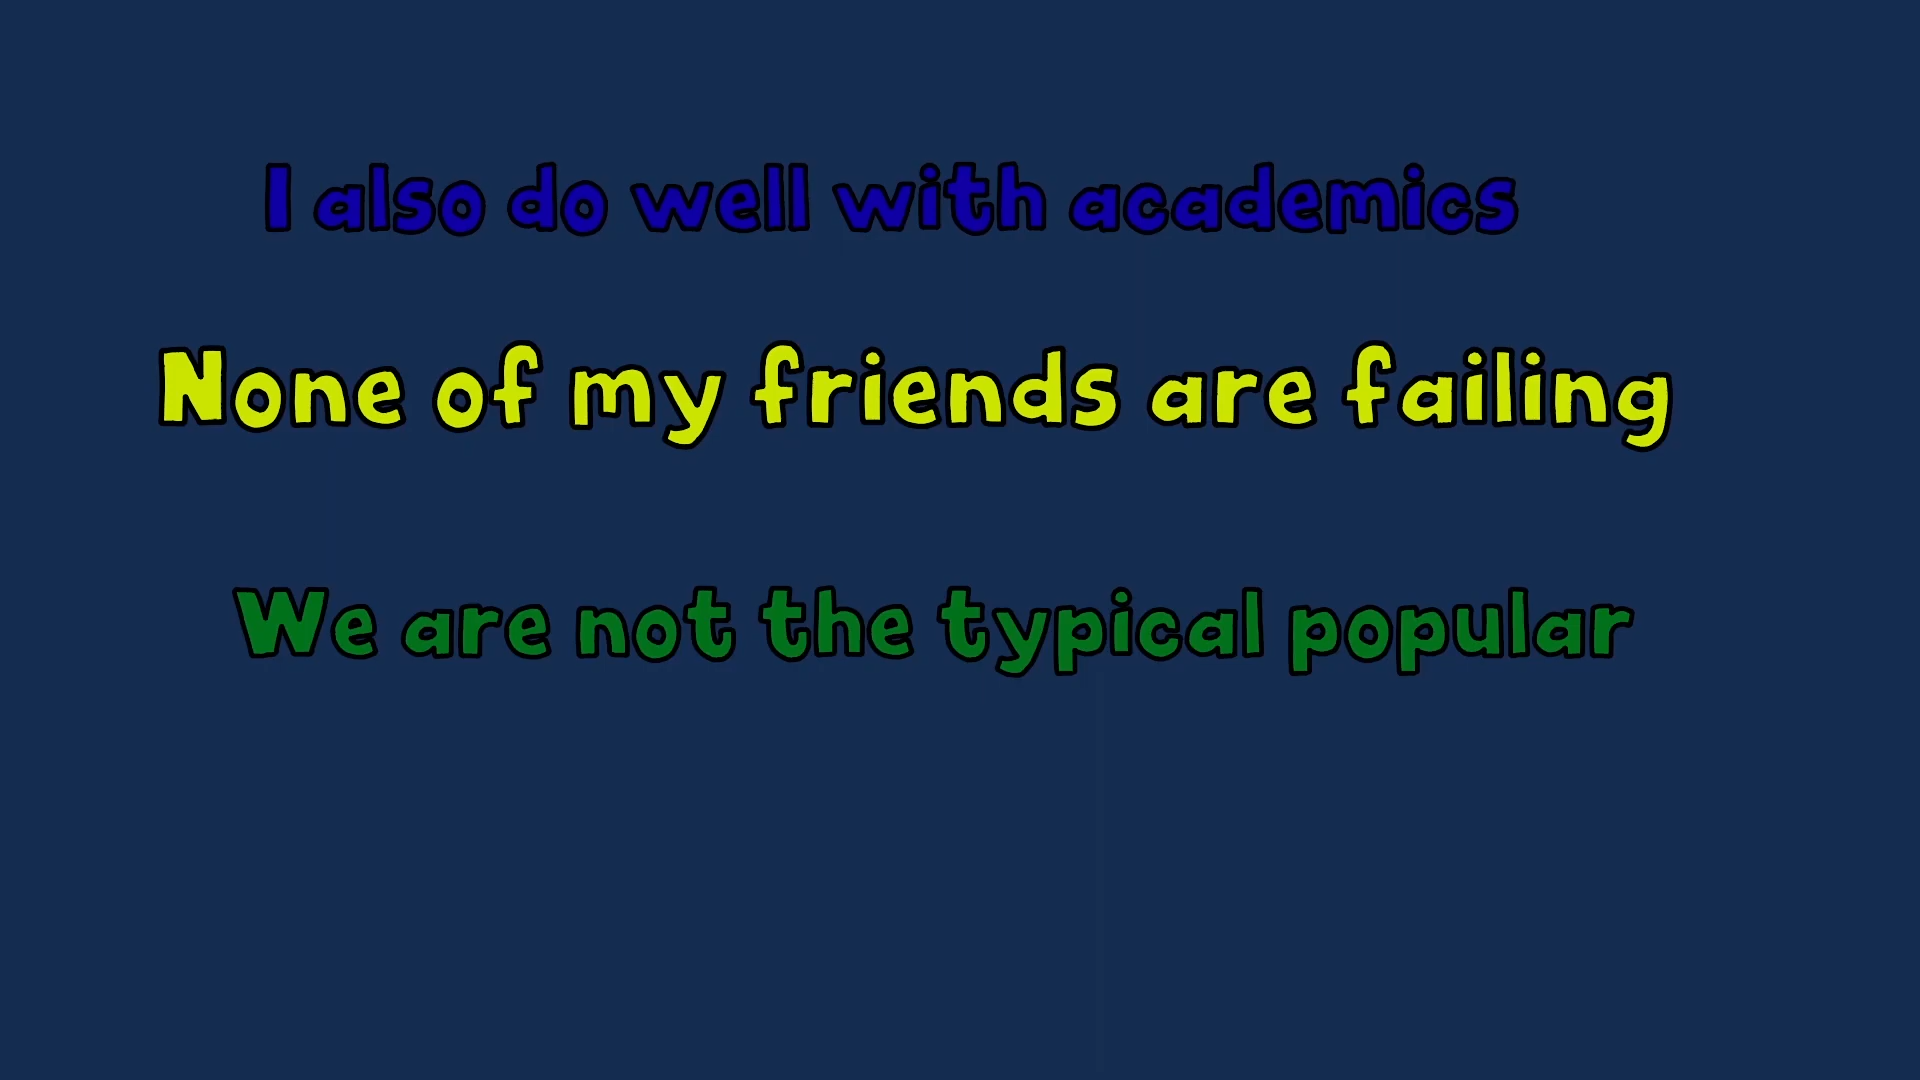 I also do well with academics
None of my friends are failing
We are not the typical popular